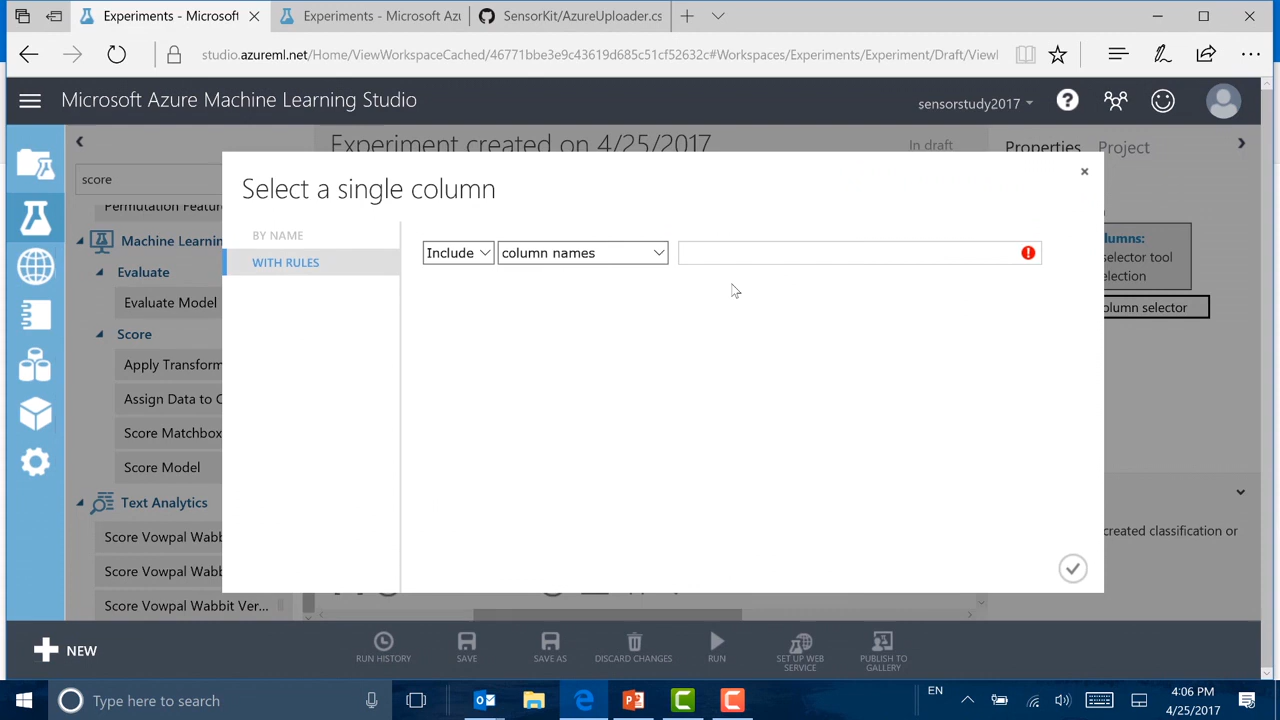 Experiments - Microsoft
Experiments - Microsoft Azu
SensorKit/AzureUploader.cs
studio.azureml.net/Home/ViewWorkspaceCached/46771bbe3e9c43619d685c51cf52632c#Workspaces/Experiments/Experiment/Draft/ViewI
Microsoft Azure Machine Learning Studio
sensorstudy2017
Experiment created on 4/25/2017
In draft
Properties
Project
score
Permutation Feature
Machine Learnin
Evaluate
Evaluate Model
Score
Apply Transform
Assign Data to C
Score Matchbox
Score Model
Text Analytics
Score Vowpal Wabb
Score Vowpal Wabb
Score Vowpal Wabbit Ver...
Select a single column
BY NAME
WITH RULES
Include
column names
lumns:
selector tool
election
olumn selector
created classification or
NEW
RUN HISTORY
SAVE
SAVE AS
DISCARD CHANGES
RUN
SET UP WEB
SERVICE
PUBLISH TO
GALLERY
Type here to search
EN
4:06 PM
4/25/2017